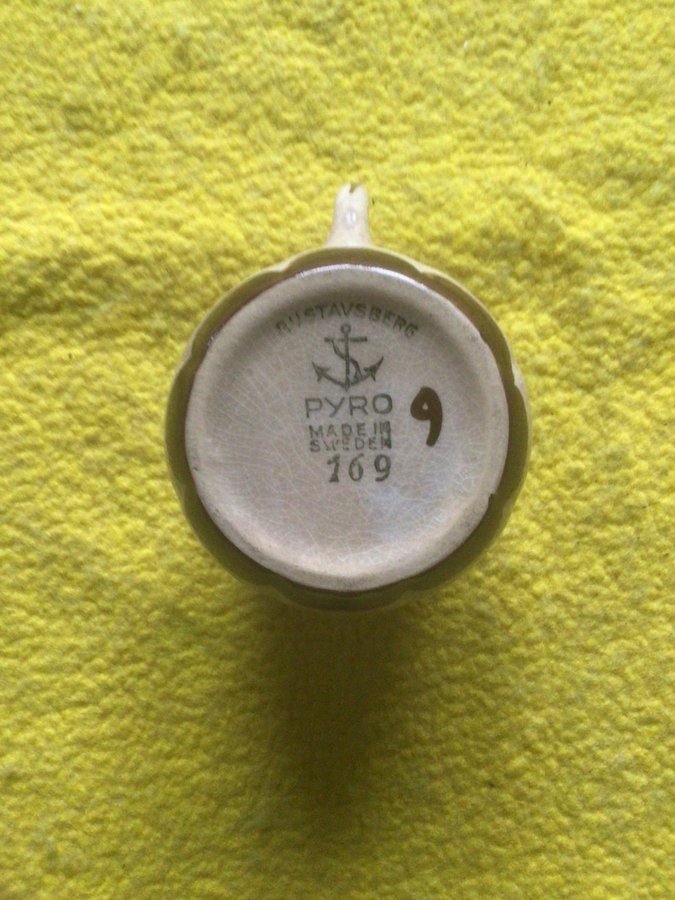 GUSTAVSBERG
PYRO
MADE IN
SWEDEN
169
9